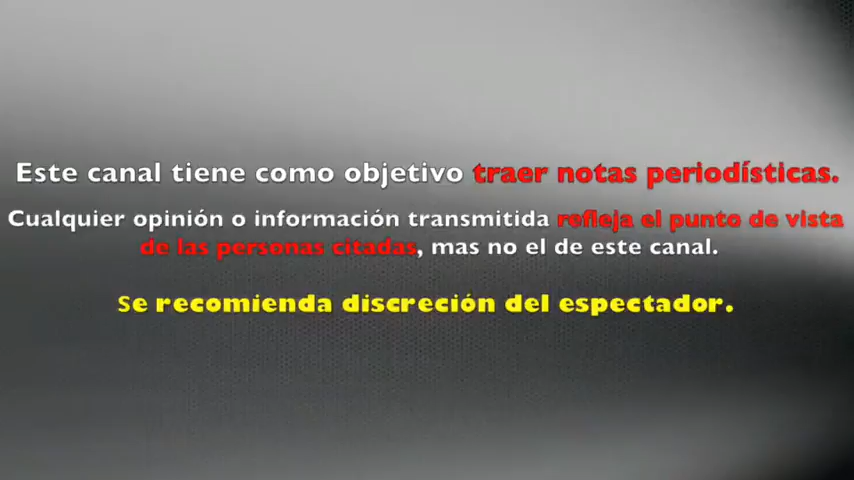 Este canal tiene como objetivo traer notas periodísticas.
Cualquier opinión o información transmitida refleja el punto de vista
de las personas citadas, mas no el de este canal.
Se recomienda discreción del espectador.